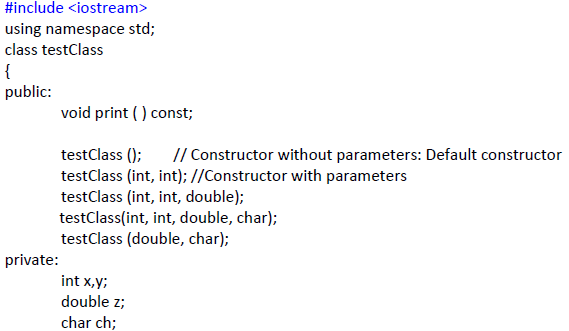 #include <iostream>
using namespace std;
class testClass
{
public:
void print ( ) const;
testClass (); // Constructor without parameters: Default constructor
testClass (int, int); //Constructor with parameters
testClass (int, int, double);
testClass(int, int, double, char);
testClass (double, char);
private:
int x,y;
double z;
char ch;